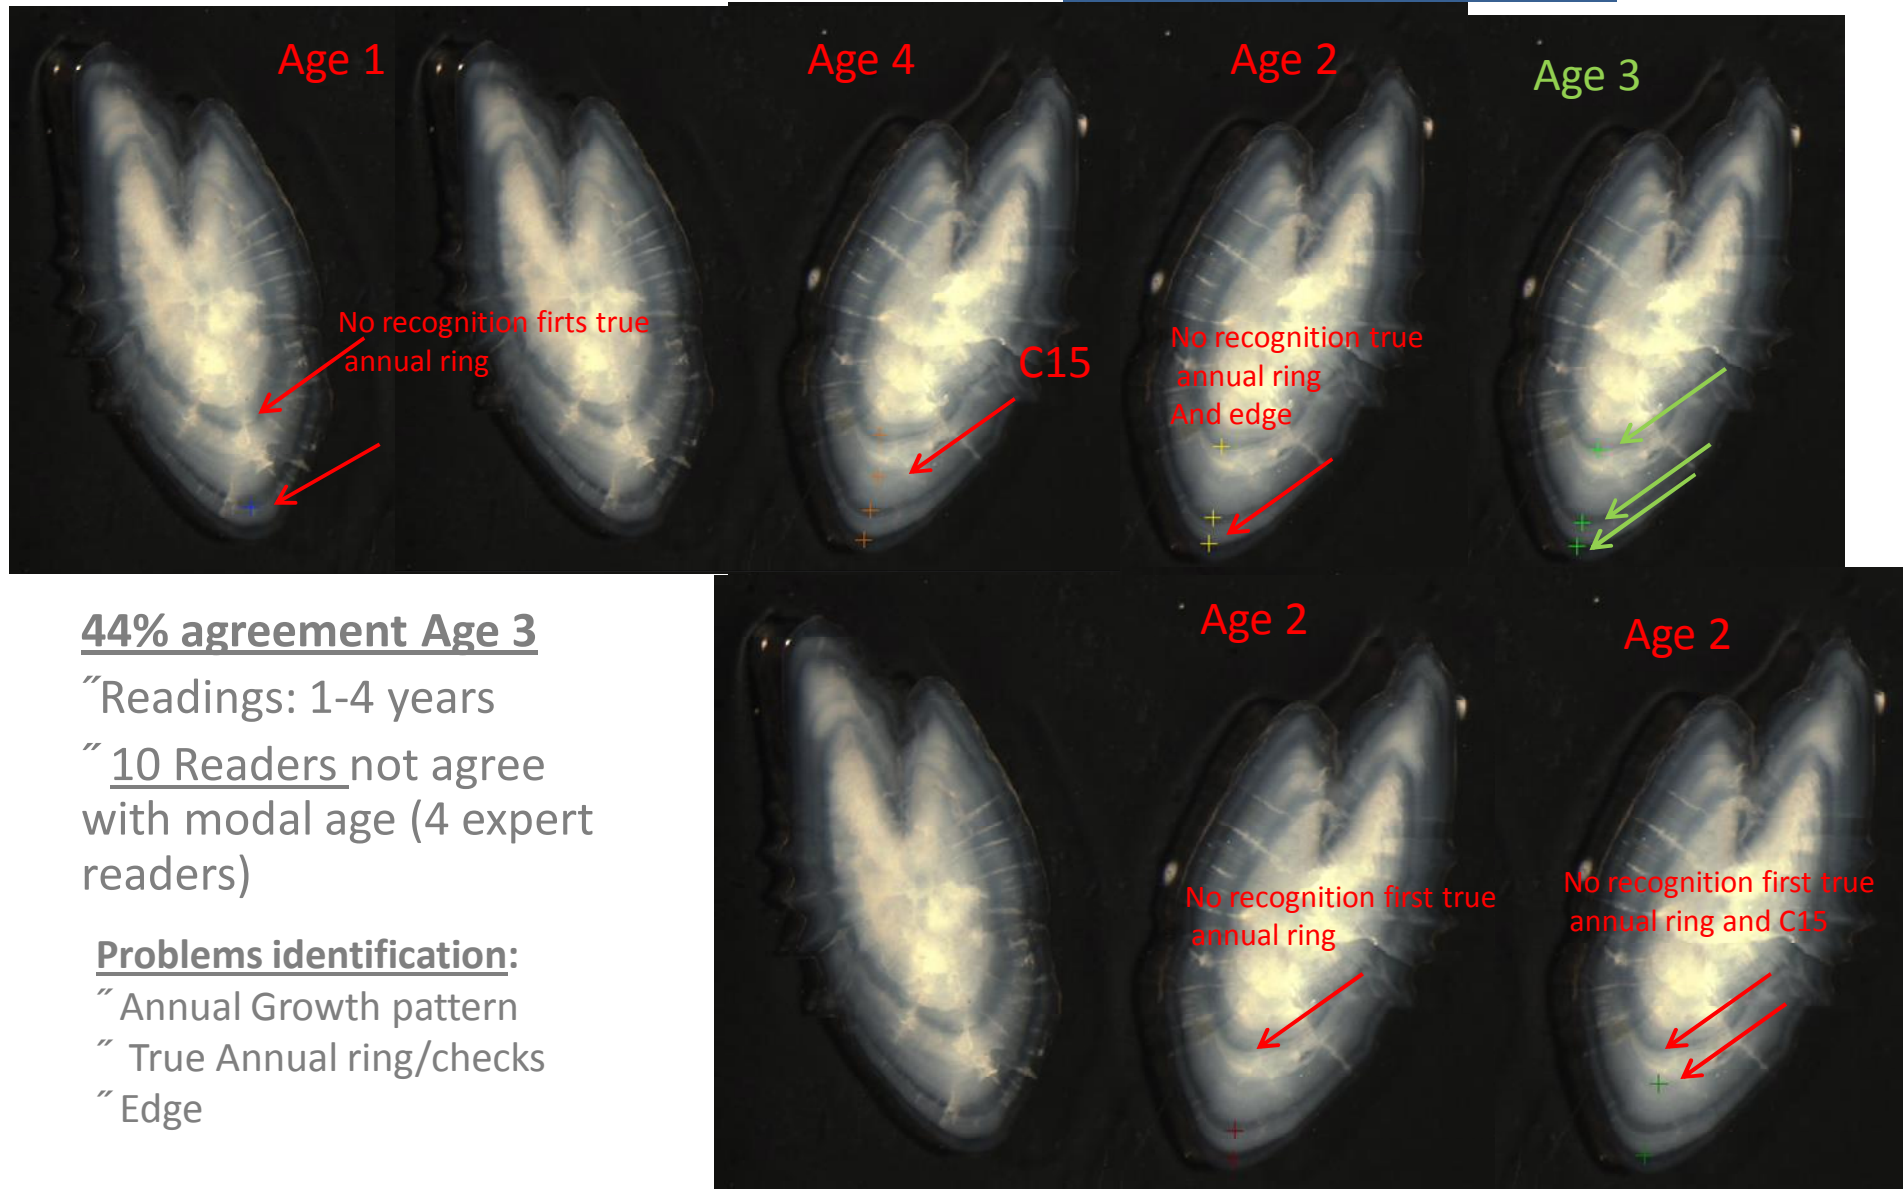 Age 1
Age 4
Age 2
Age 3
No recognition firts true
annual ring
C15
No recognition true
annual ring
And edge
44% agreement Age 3
˝Readings: 1-4 years
˝ 10 Readers not agree
with modal age (4 expert
readers)
Problems identification:
˝ Annual Growth pattern
˝ True Annual ring/checks
˝ Edge
Age 2
Age 2
No recognition first true
annual ring
No recognition first true
annual ring and C15